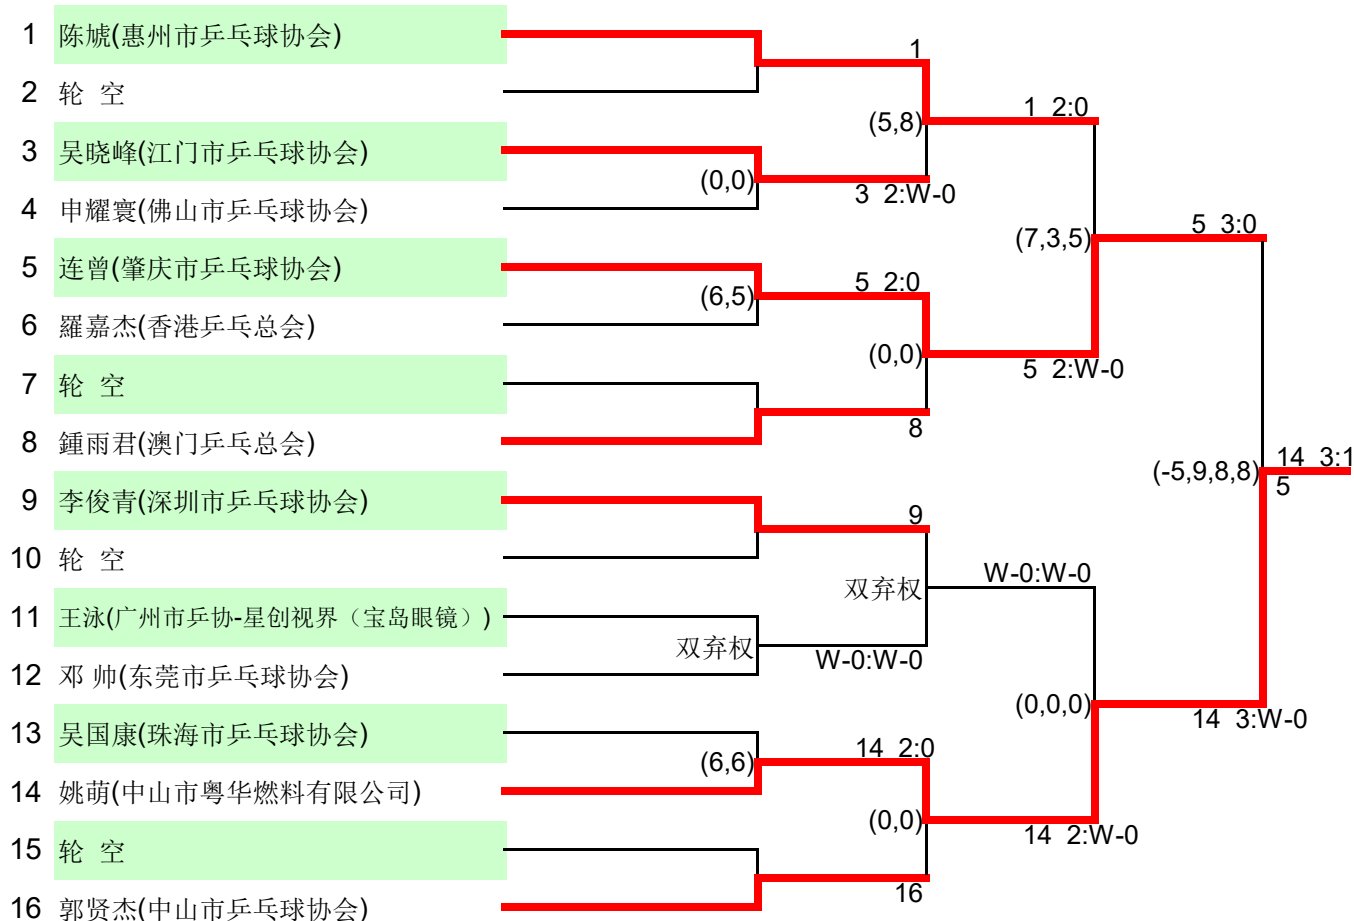 1 陈虓(惠州市乒乓球协会)
2 轮 空
3 吴晓峰(江门市乒乓球协会)
4 申耀寰(佛山市乒乓球协会)
5 连曾(肇庆市乒乓球协会)
6 羅嘉杰(香港乒乓总会)
7 轮 空
8 鍾雨君(澳门乒乓总会)
9 李俊青(深圳市乒乓球协会)
10 轮 空
11 王泳(广州市乒协-星创视界（宝岛眼镜）)
12 邓 帅(东莞市乒乓球协会)
13 吴国康(珠海市乒乓球协会)
14 姚萌(中山市粤华燃料有限公司)
15 轮 空
16 郭贤杰(中山市乒乓球协会)
(0,0)
(6,5)
双弃权
(6,6)
1
(5,8)
3 2:W-0
5 2:0
(0,0)
8
9
双弃权
W-0:W-0
14 2:0
(0,0)
16
1 2:0
(7,3,5)
5 2:W-0
W-0:W-0
(0,0,0)
14 2:W-0
5 3:0
(-5,9,8,8)
14 3:W-0
14 3:1
5